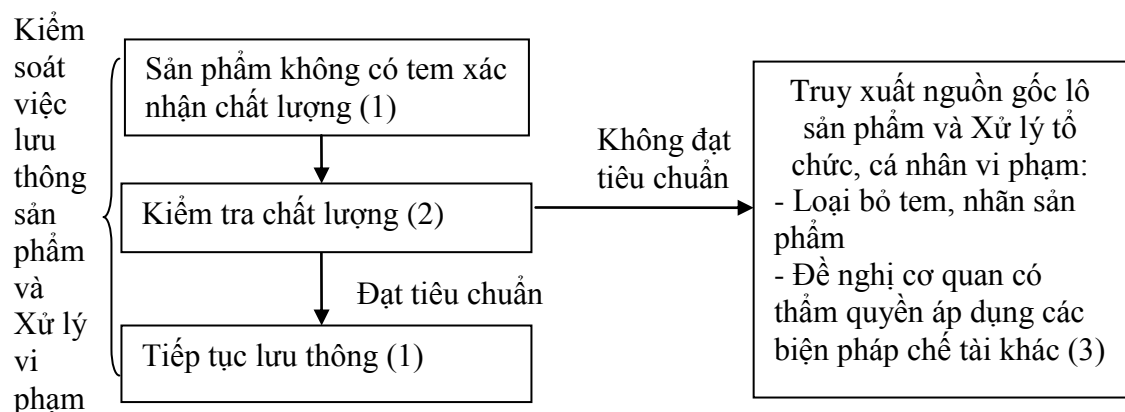 Kiểm
soát
việc
lưu
thông
sản
phẩm
và
Xử lý
vi
phạm
Sản phẩm không có tem xác
nhận chất lượng (1)
Kiểm tra chất lượng (2)
Đạt tiêu chuẩn
Tiếp tục lưu thông (1)
Không đạt
tiêu chuẩn
Truy xuất nguồn gốc lô
sản phẩm và Xử lý tổ
chức, cá nhân vi phạm:
- Loại bỏ tem, nhãn sản
phẩm
- Đề nghị cơ quan có
thẩm quyền áp dụng các
biện pháp chế tài khác (3)